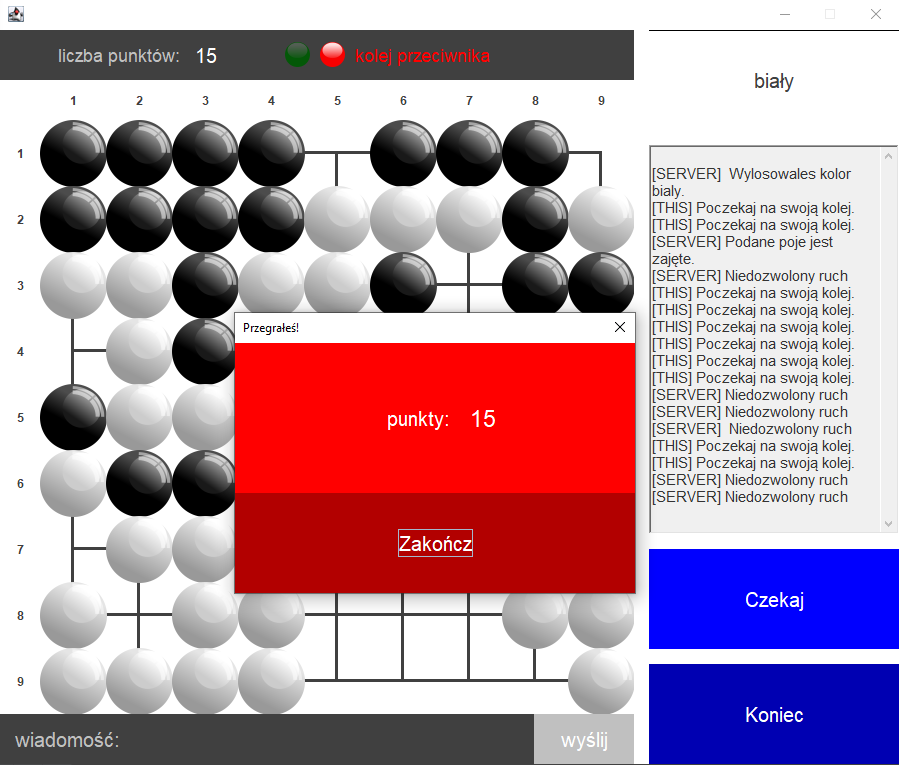 liczba punktów: 15 kolej przeciwnika
biały
1 2 3 4 5 6 7 8 9
1
2
3
4
5
6
7
8
9
[SERVER]  Wylosowales kolor
bialy.
[THIS] Poczekaj na swoją kolej.
[THIS] Poczekaj na swoją kolej.
[SERVER] Podane poje jest
zajęte.
[SERVER] Niedozwolony ruch
[THIS] Poczekaj na swoją kolej.
[THIS] Poczekaj na swoją kolej.
[THIS] Poczekaj na swoją kolej.
[THIS] Poczekaj na swoją kolej.
[THIS] Poczekaj na swoją kolej.
[THIS] Poczekaj na swoją kolej.
[SERVER] Niedozwolony ruch
[SERVER] Niedozwolony ruch
[SERVER]  Niedozwolony ruch
[THIS] Poczekaj na swoją kolej.
[THIS] Poczekaj na swoją kolej.
[SERVER] Niedozwolony ruch
[SERVER] Niedozwolony ruch
Przegrałeś!
punkty: 15
Zakończ
Czekaj
Koniec
wiadomość:
wyślij